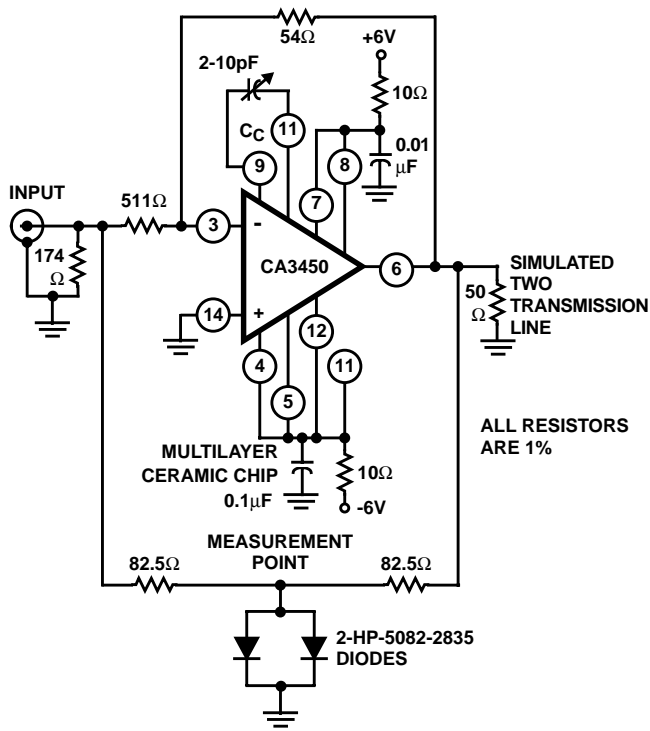 54Ω
+6V
2-10pF
10Ω
CC
11
0.01
μF
9
8
7
INPUT
511Ω
3
-
174
Ω
CA3450
6
SIMULATED
TWO
TRANSMISSION
LINE
50
Ω
14
+
12
4
11
5
ALL RESISTORS
ARE 1%
MULTILAYER
CERAMIC CHIP
0.1μF
10Ω
-6V
MEASUREMENT
POINT
82.5Ω
82.5Ω
2-HP-5082-2835
DIODES